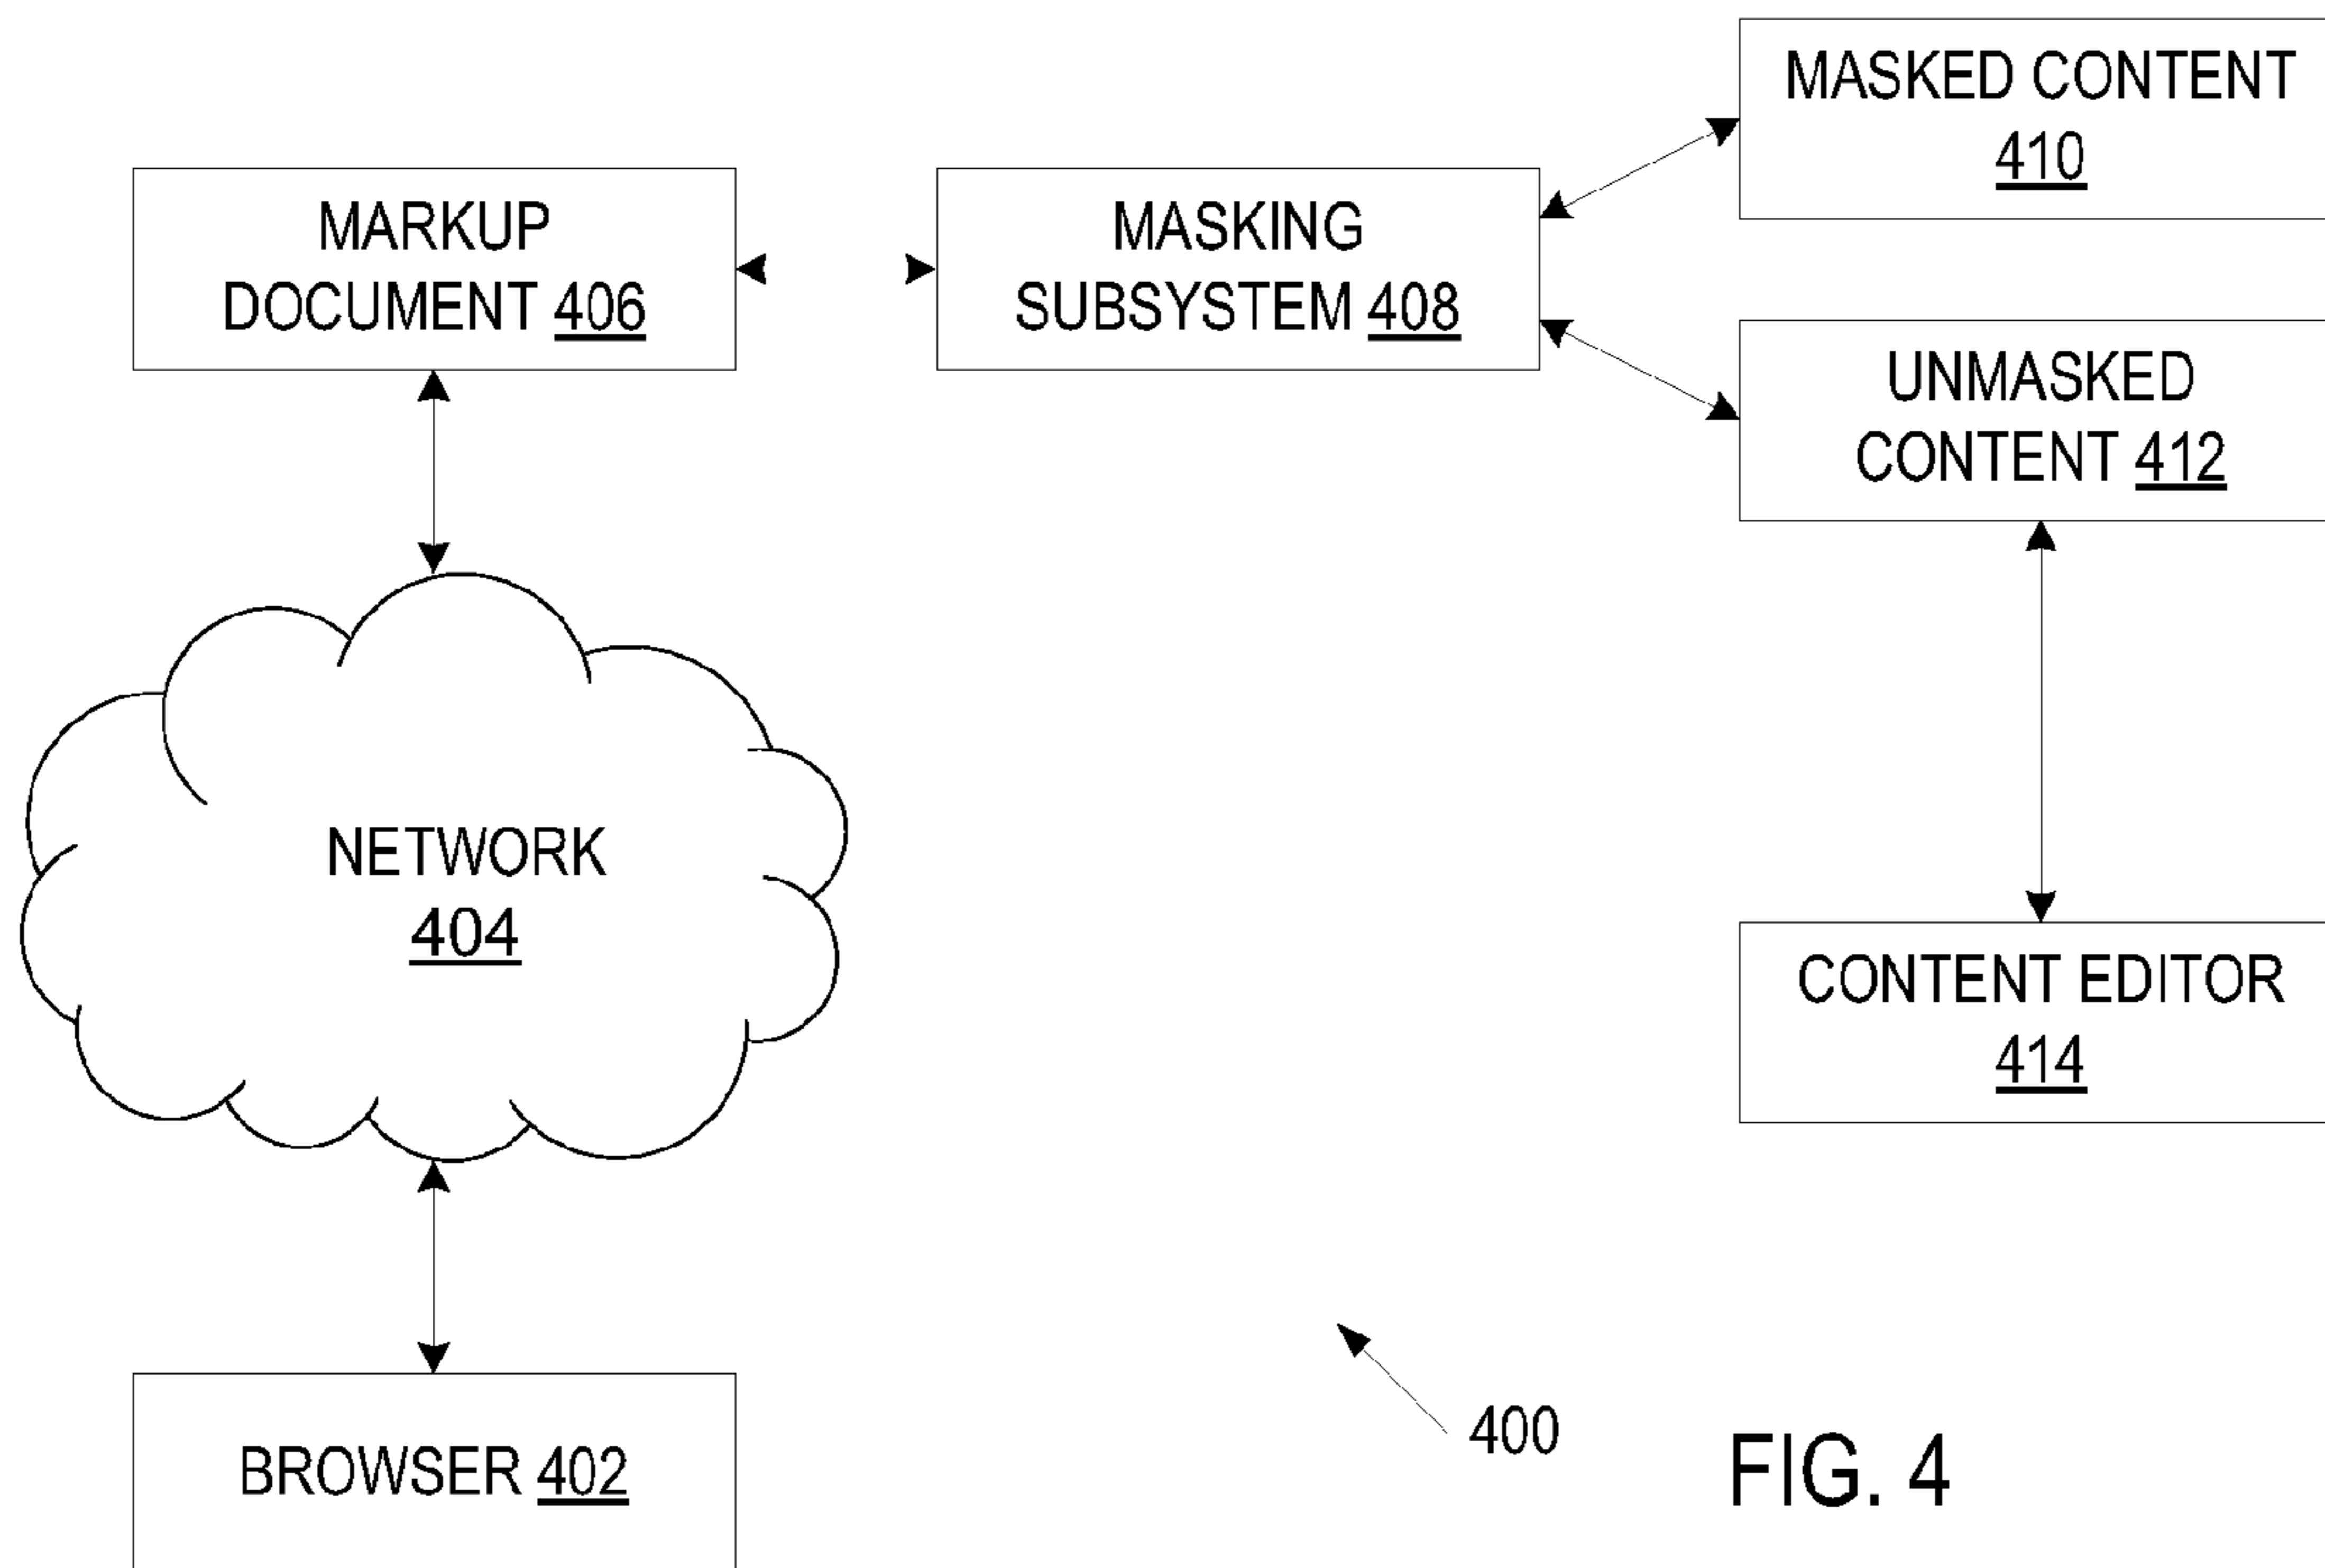 MASKED CONTENT
410
MARKUP
DOCUMENT 406
MASKING
SUBSYSTEM 408
UNMASKED
CONTENT 412
NETWORK
404
CONTENT EDITOR
414
BROWSER 402
400
FIG. 4